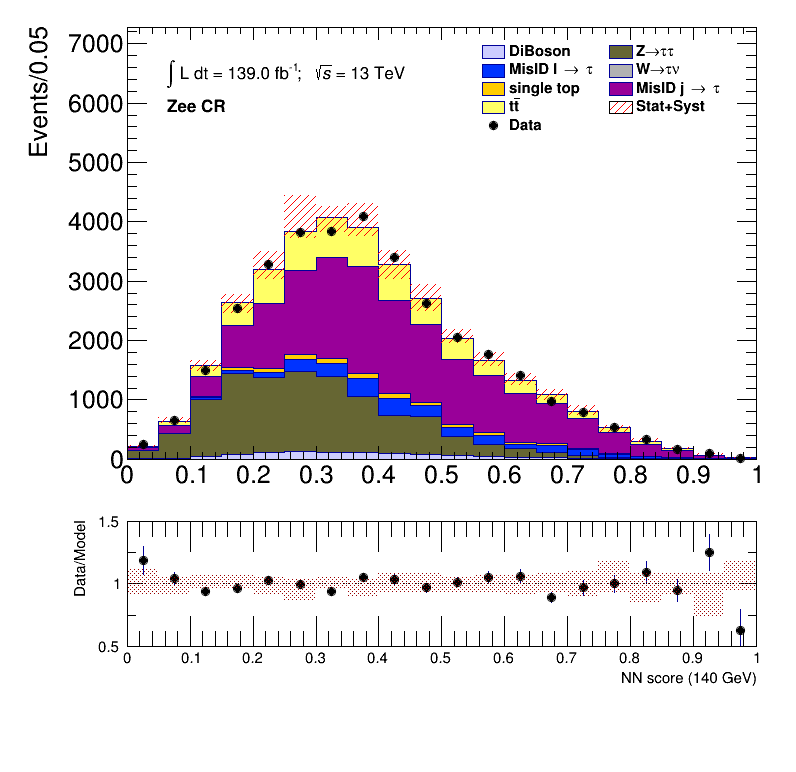 Events/0.05
7000
6000
5000
4000
3000
2000
1000
0
∫ L dt = 139.0 fb⁻¹; √s = 13 TeV
Zee CR
DiBoson
Z→ττ
MisID l → τ
W→τν
single top
MisID j → τ
tt̄
Stat+Syst
Data
0 0.1 0.2 0.3 0.4 0.5 0.6 0.7 0.8 0.9 1
Data/Model
1.5
1
0.5
0 0.1 0.2 0.3 0.4 0.5 0.6 0.7 0.8 0.9 1
NN score (140 GeV)